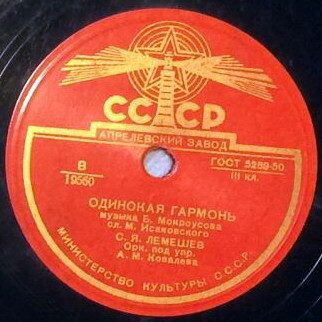 СССР
АПРЕЛЕВСКИЙ ЗАВОД
В
19560
ГОСТ 5289-50
III кл.
ОДИНОКАЯ ГАРМОНЬ
музыка Б. Мокроусова
сл. М. Исаковского
С. Я. ЛЕМЕШЕВ
Орк. под упр.
А. М. Ковалева
МИНИСТЕРСТВО КУЛЬТУРЫ С.С.С.Р.